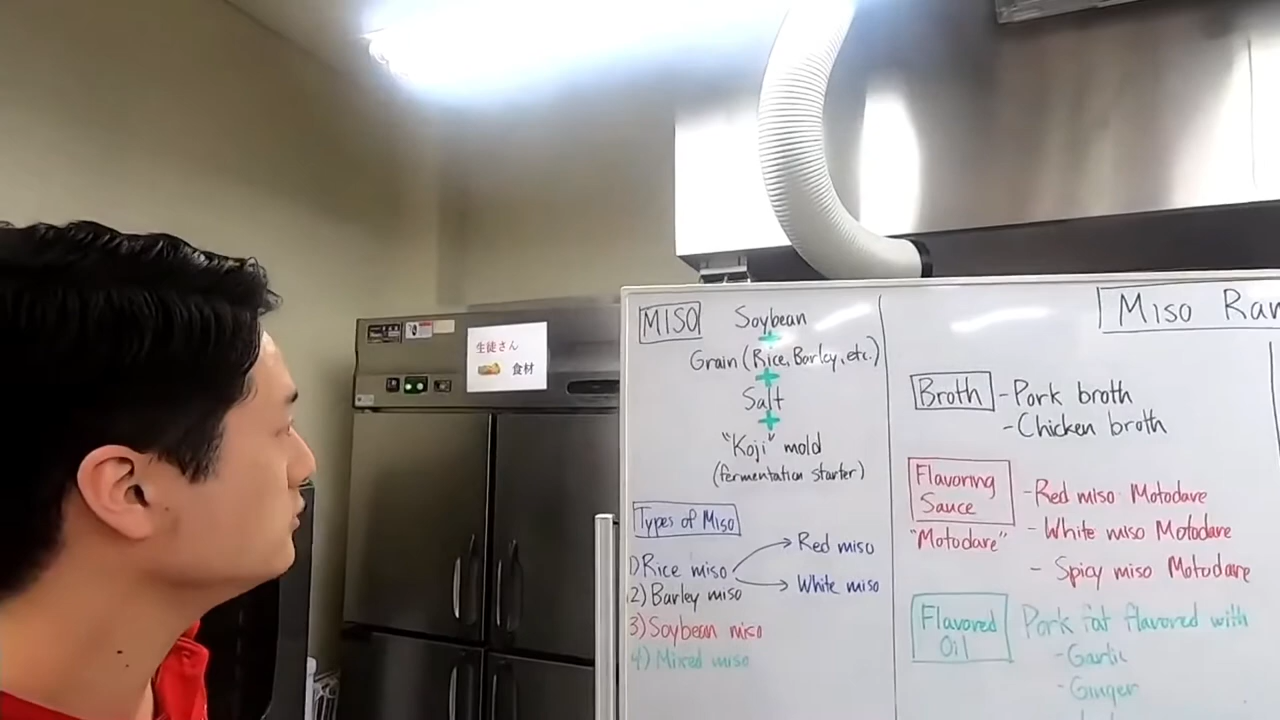 生徒さん
食材
MISO
Soybean
+
Grain (Rice, Barley, etc.)
+
Salt
+
"Koji" mold
(fermentation starter)
Types of Miso
1) Rice miso
Red miso
White miso
2) Barley miso
3) Soybean miso
4) Mixed miso
Miso
Broth - Pork broth
- Chicken broth
Flavoring
Sauce
"Motodare"
- Red miso Motodare
- White miso Motodare
- Spicy miso Motodare
Flavored
Oil
Pork fat flavored with
- Garlic
- Ginger